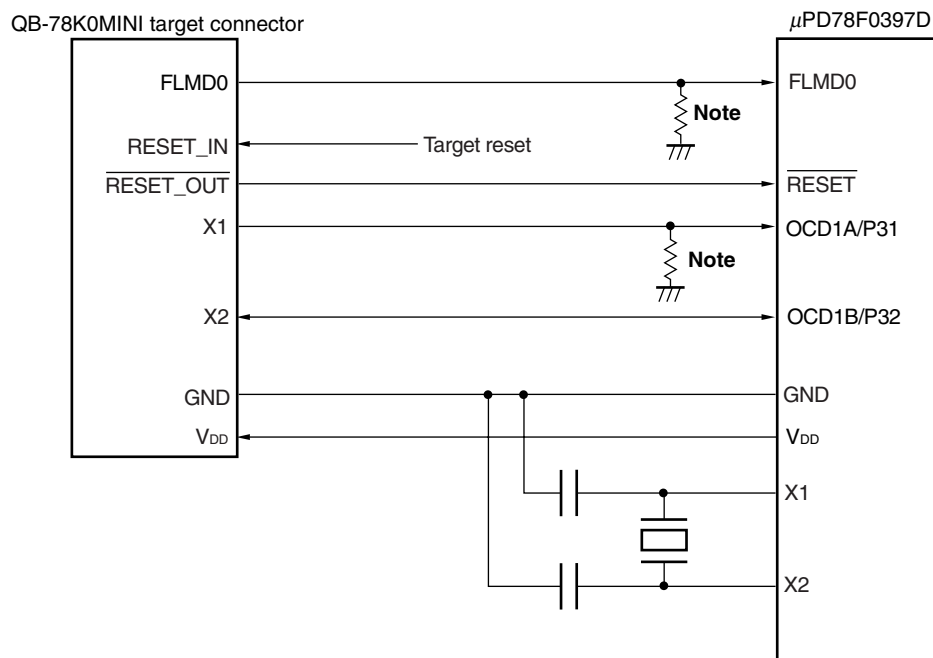 QB-78K0MINI target connector
μPD78F0397D
FLMD0
FLMD0
Note
RESET_IN
Target reset
RESET_OUT
RESET
X1
OCD1A/P31
Note
X2
OCD1B/P32
GND
GND
VDD
VDD
X1
X2